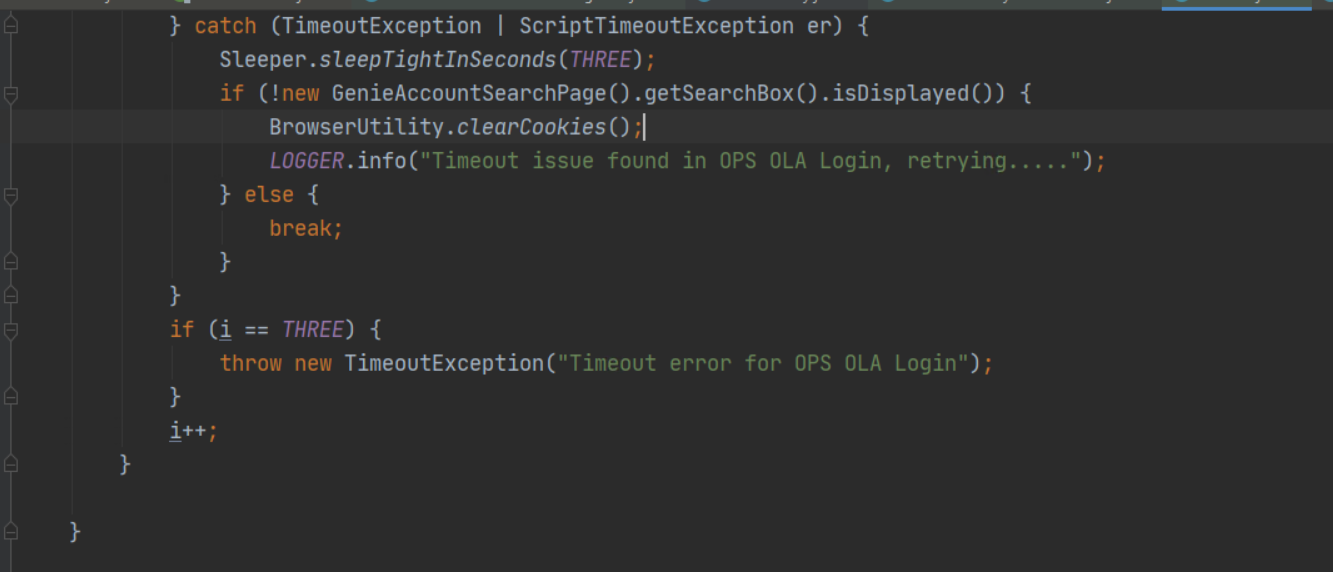 } catch (TimeoutException | ScriptTimeoutException er) {
Sleeper.sleepTightInSeconds(THREE);
if (!new GenieAccountSearchPage().getSearchBox().isDisplayed()) {
BrowserUtility.clearCookies();
LOGGER.info("Timeout issue found in OPS OLA Login, retrying.....");
} else {
break;
}
}
if (i == THREE) {
throw new TimeoutException("Timeout error for OPS OLA Login");
}
i++;
}
}